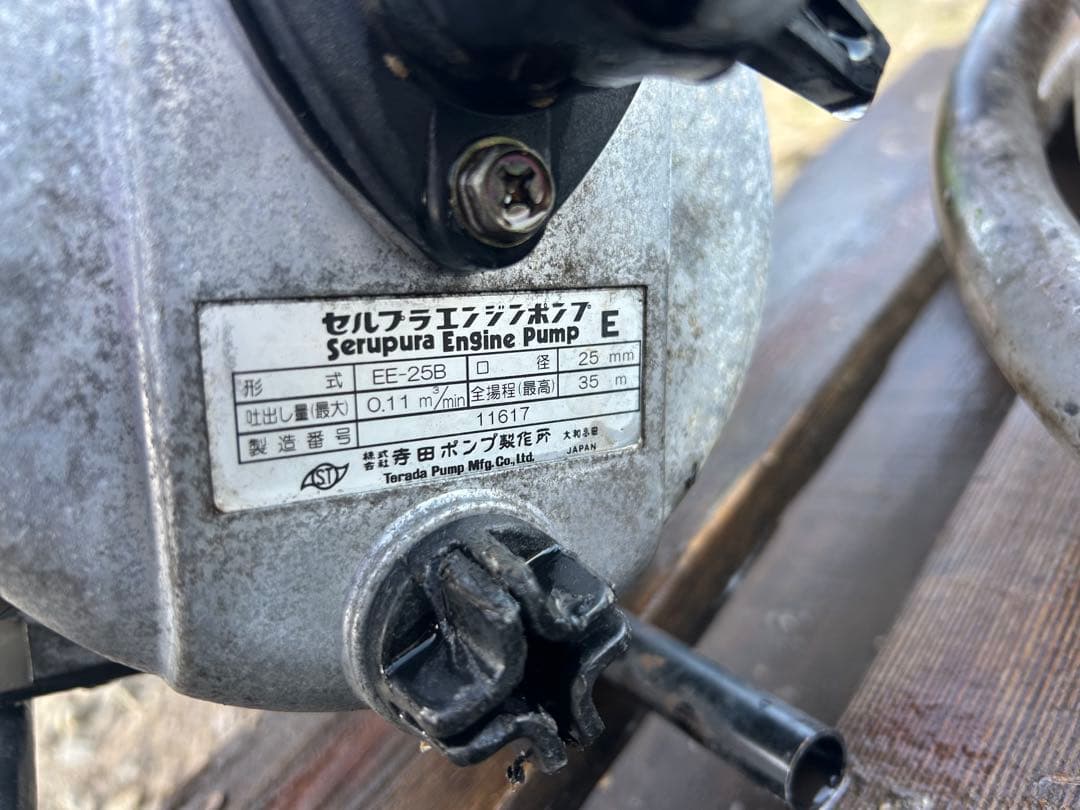 セルプラエンジンポンプ
Serupura Engine Pump E
形式 EE-25B 口径 25 mm
吐出し量(最大) 0.11 m³/min 全揚程(最高) 35 m
製造番号 11617
株式会社 寺田ポンプ製作所 大和高田
ST Terada Pump Mfg.Co.,Ltd. JAPAN